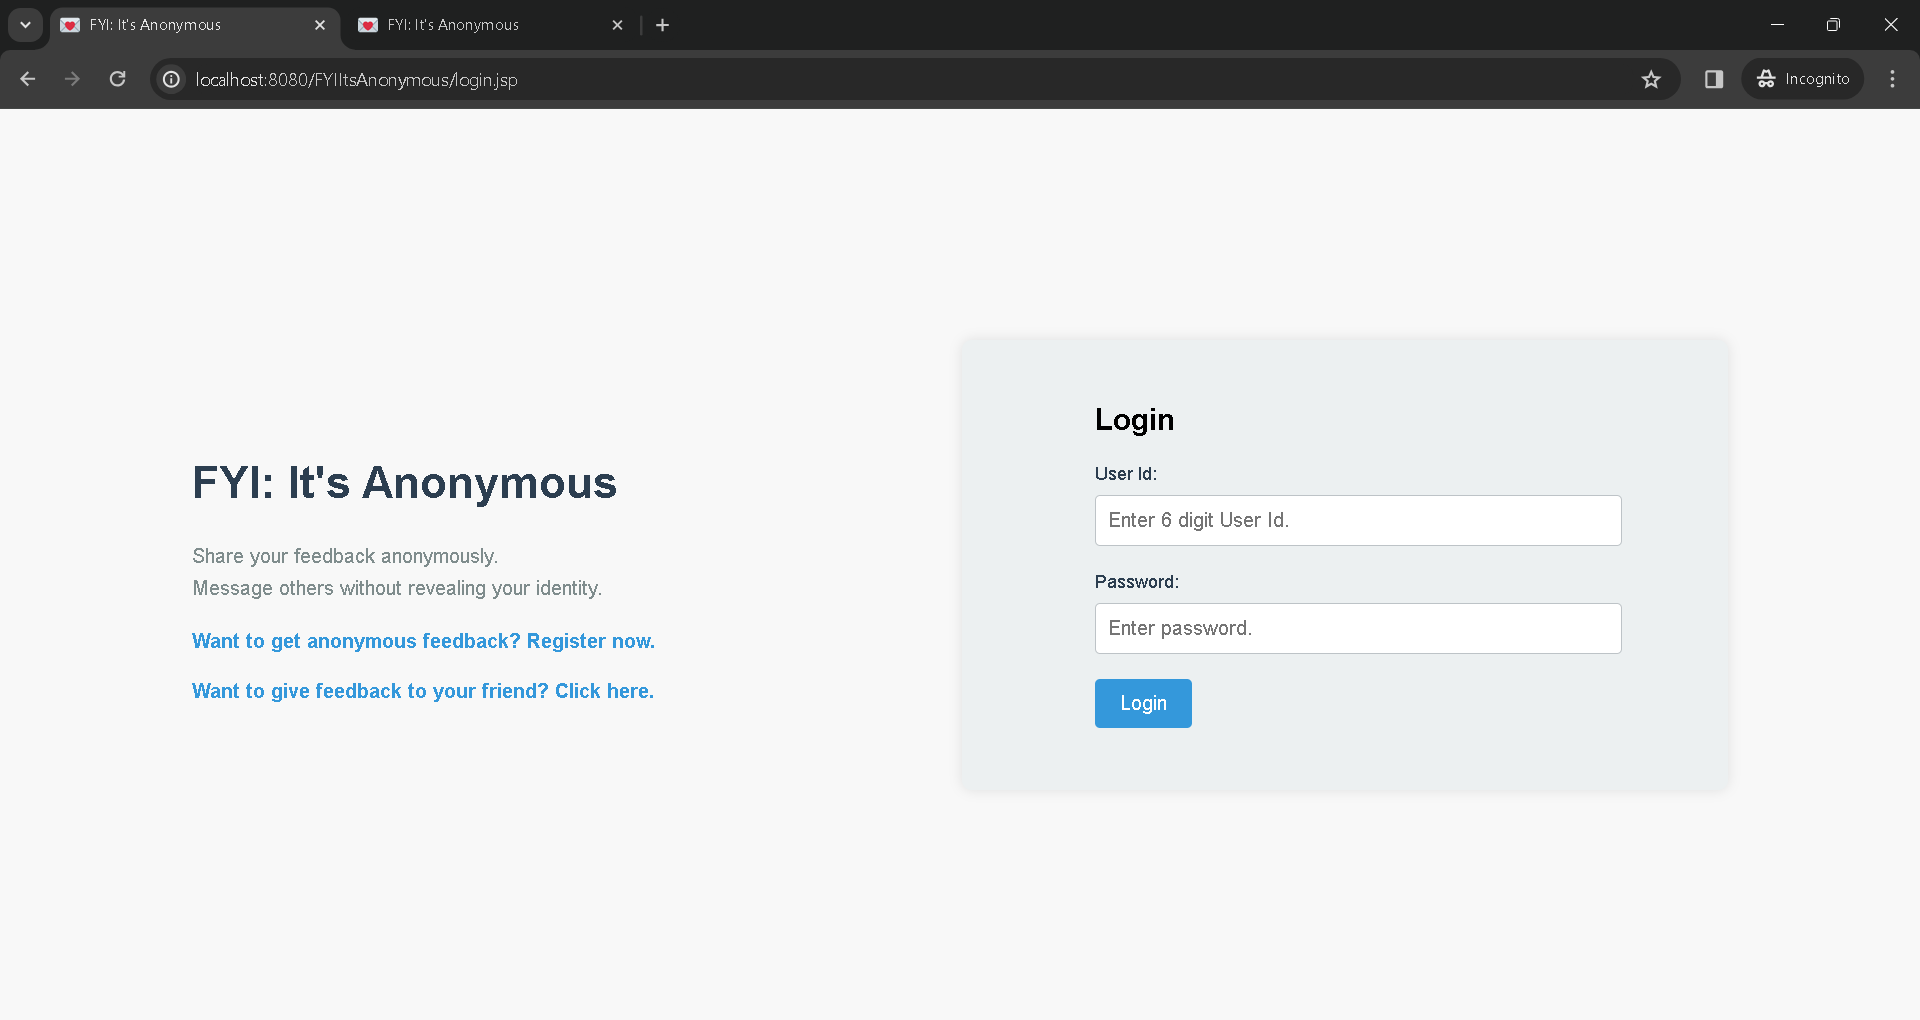 FYI: It's Anonymous
FYI: It's Anonymous
localhost:8080/FYIItsAnonymous/login.jsp
Incognito
FYI: It's Anonymous
Share your feedback anonymously.
Message others without revealing your identity.
Want to get anonymous feedback? Register now.
Want to give feedback to your friend? Click here.
Login
User Id:
Enter 6 digit User Id.
Password:
Enter password.
Login